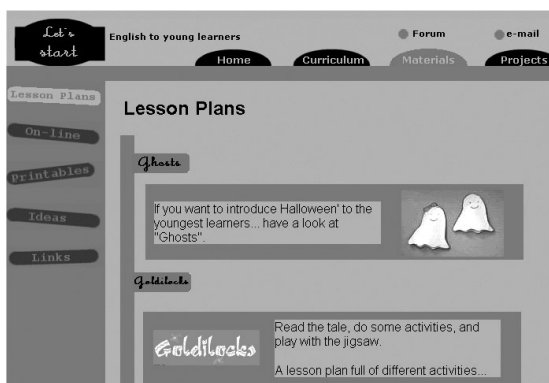 Let's
start
English to young learners
Forum
e-mail
Home
Curriculum
Materials
Projects
Lesson Plans
On-line
Printables
Ideas
Links
Lesson Plans
Ghosts
If you want to introduce Halloween' to the
youngest learners... have a look at
"Ghosts".
Goldilocks
Goldilocks
Read the tale, do some activities, and
play with the jigsaw.
A lesson plan full of different activities...